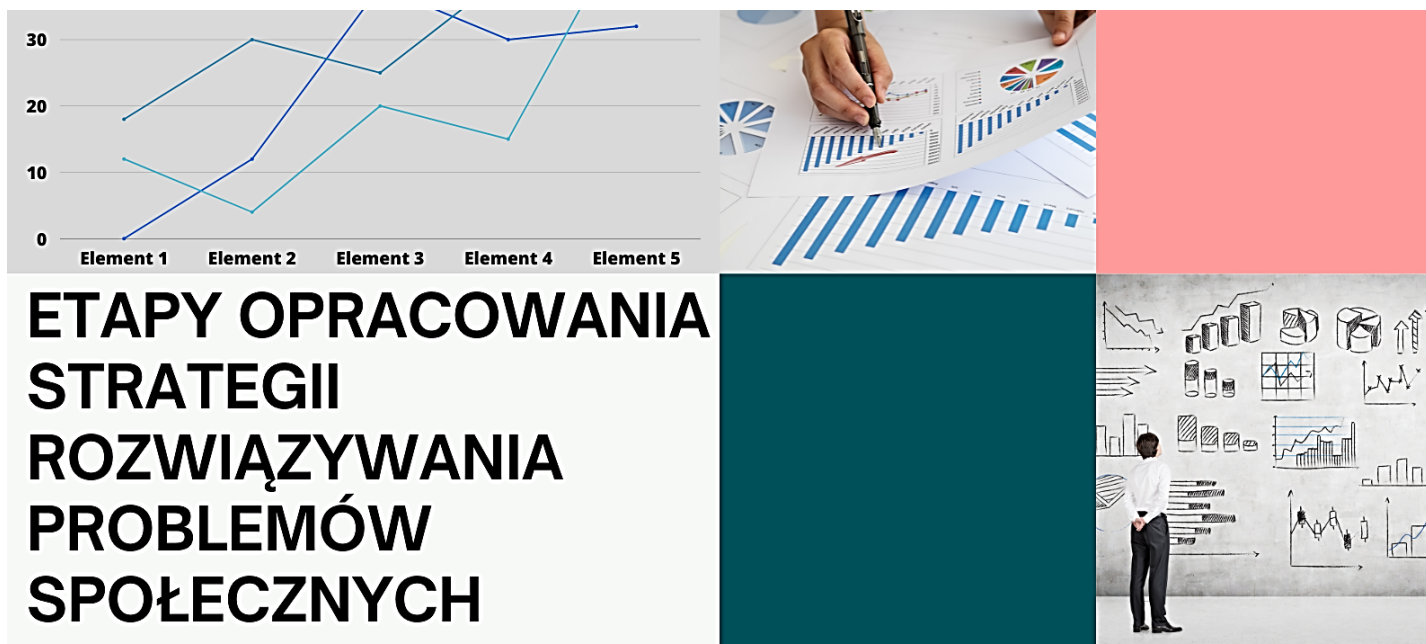 30
20
10
0
Element 1 Element 2 Element 3 Element 4 Element 5
ETAPY OPRACOWANIA
STRATEGII
ROZWIĄZYWANIA
PROBLEMÓW
SPOŁECZNYCH